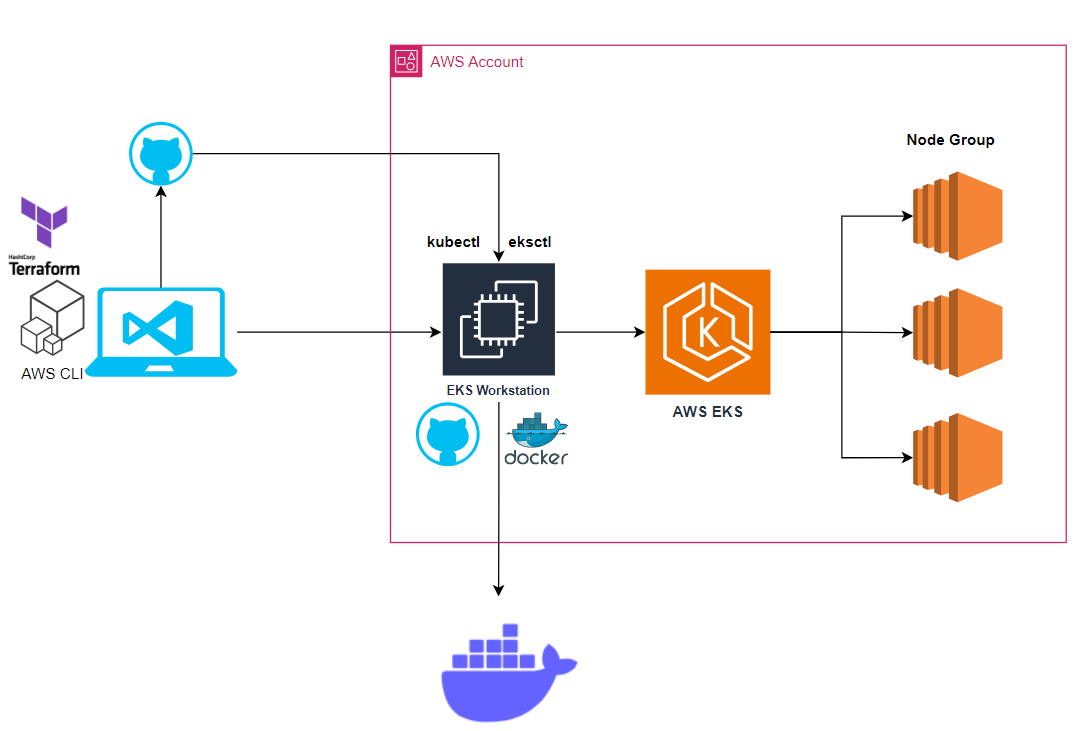 AWS Account
Node Group
HashiCorp
Terraform
kubectl
eksctl
AWS CLI
EKS Workstation
K
AWS EKS
docker